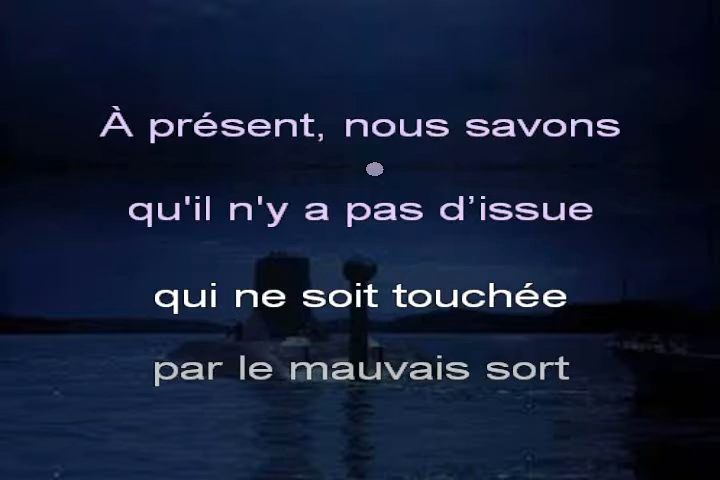 À présent, nous savons
qu'il n'y a pas d’issue
qui ne soit touchée
par le mauvais sort